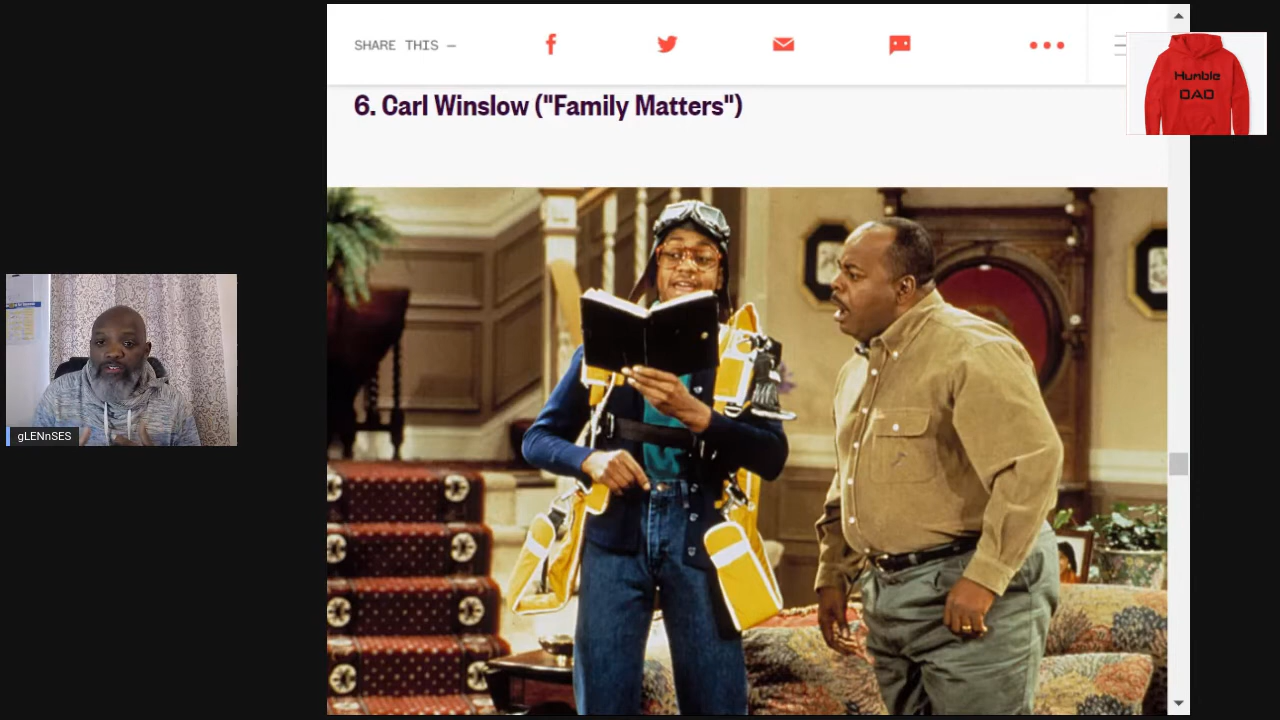 SHARE THIS —
6. Carl Winslow ("Family Matters")
Humble
DAD
gLENnSES